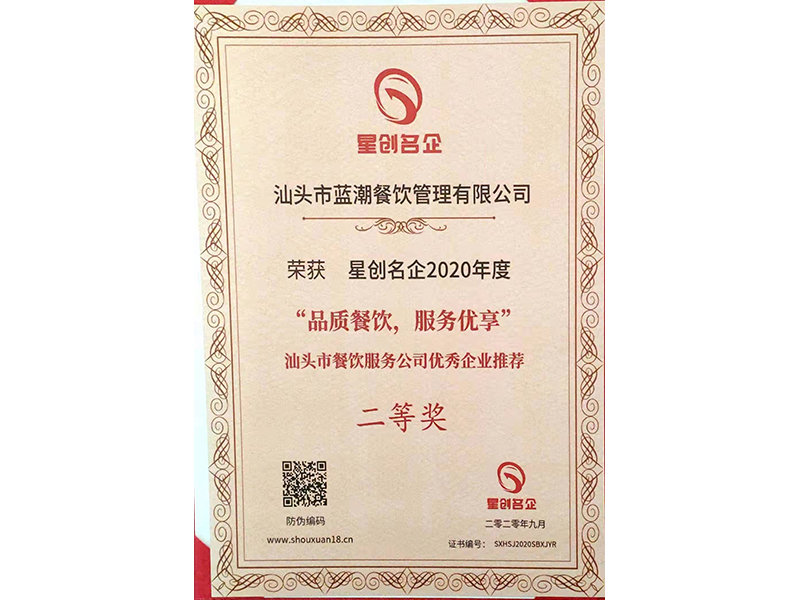 星创名企
汕头市蓝潮餐饮管理有限公司
荣获 星创名企2020年度
“品质餐饮，服务优享”
汕头市餐饮服务公司优秀企业推荐
二等奖
星创名企
防伪编码
二零二零年九月
www.shouxuan18.cn
证书编号： SXHSJ2020SBXJYR